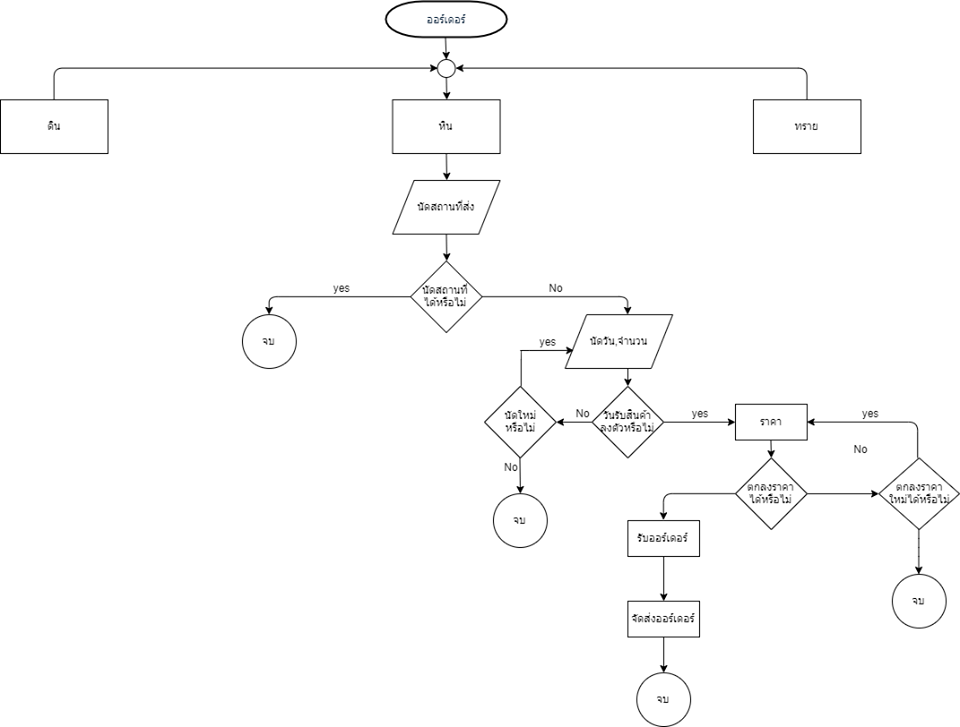 ออร์เดอร์
ดิน
หิน
ทราย
นัดสถานที่ส่ง
นัดสถานที่
ได้หรือไม่
yes
No
จบ
นัดวัน,จำนวน
yes
นัดใหม่
หรือไม่
No
วันรับสินค้า
ลงตัวหรือไม่
yes
ราคา
yes
No
No
จบ
ตกลงราคา
ได้หรือไม่
ตกลงราคา
ใหม่ได้หรือไม่
รับออร์เดอร์
จบ
จัดส่งออร์เดอร์
จบ